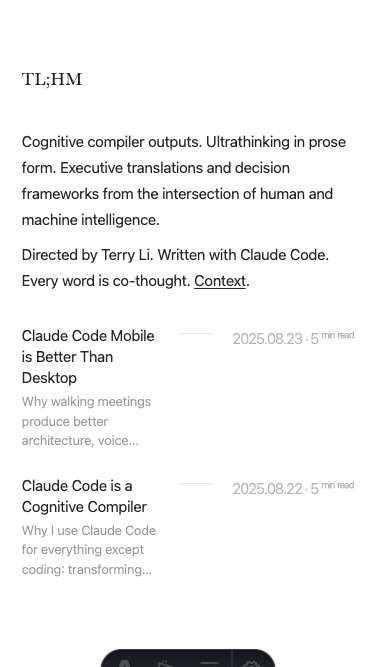 TL;HM
Cognitive compiler outputs. Ultrathinking in prose
form. Executive translations and decision
frameworks from the intersection of human and
machine intelligence.
Directed by Terry Li. Written with Claude Code.
Every word is co-thought. Context.
Claude Code Mobile
is Better Than
Desktop
2025.08.23 · 5 min read
Why walking meetings
produce better
architecture, voice...
Claude Code is a
Cognitive Compiler
2025.08.22 · 5 min read
Why I use Claude Code
for everything except
coding: transforming...